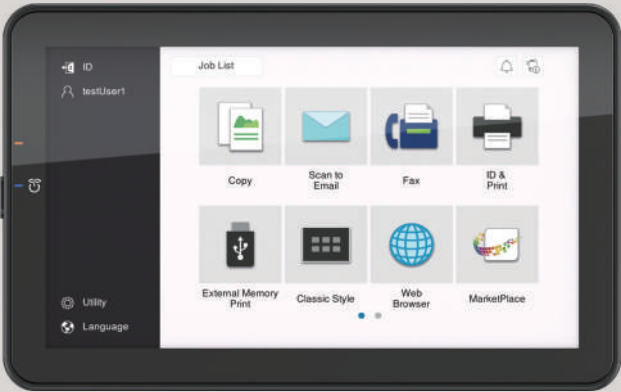 ID
testUser1
Job List
Copy
Scan to
Email
Fax
ID &
Print
External Memory
Print
Classic Style
Web
Browser
MarketPlace
Utility
Language